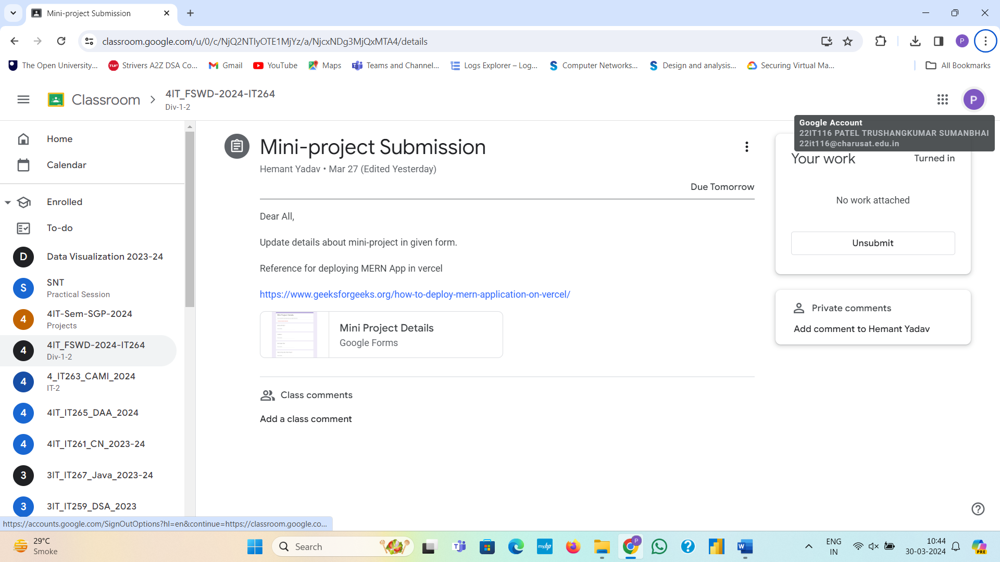 Mini-project Submission
classroom.google.com/u/0/c/NjQ2NTIyOTE1MjYz/a/NjcxNDg3MjQxMTA4/details
P
The Open University...
TUF
Strivers A2Z DSA Co...
Gmail
YouTube
Maps
Teams and Channel...
Logs Explorer – Log...
Computer Networks...
Design and analysis...
Securing Virtual Ma...
All Bookmarks
Classroom
4IT_FSWD-2024-IT264
Div-1-2
P
Google Account
22IT116 PATEL TRUSHANGKUMAR SUMANBHAI
22it116@charusat.edu.in
Home
Calendar
Enrolled
To-do
D
Data Visualization 2023-24
S
SNT
Practical Session
4
4IT-Sem-SGP-2024
Projects
4
4IT_FSWD-2024-IT264
Div-1-2
4
4_IT263_CAMI_2024
IT-2
4
4IT_IT265_DAA_2024
4
4IT_IT261_CN_2023-24
3
3IT_IT267_Java_2023-24
3
3IT_IT259_DSA_2023
Mini-project Submission
Hemant Yadav • Mar 27 (Edited Yesterday)
Due Tomorrow
Dear All,
Update details about mini-project in given form.
Reference for deploying MERN App in vercel
https://www.geeksforgeeks.org/how-to-deploy-mern-application-on-vercel/
Mini Project Details
Google Forms
Class comments
Add a class comment
Your work
Turned in
No work attached
Unsubmit
Private comments
Add comment to Hemant Yadav
https://accounts.google.com/SignOutOptions?hl=en&continue=https://classroom.google.co...
29°C
Smoke
Search
myhp
P
ENG
IN
10:44
30-03-2024
PRE